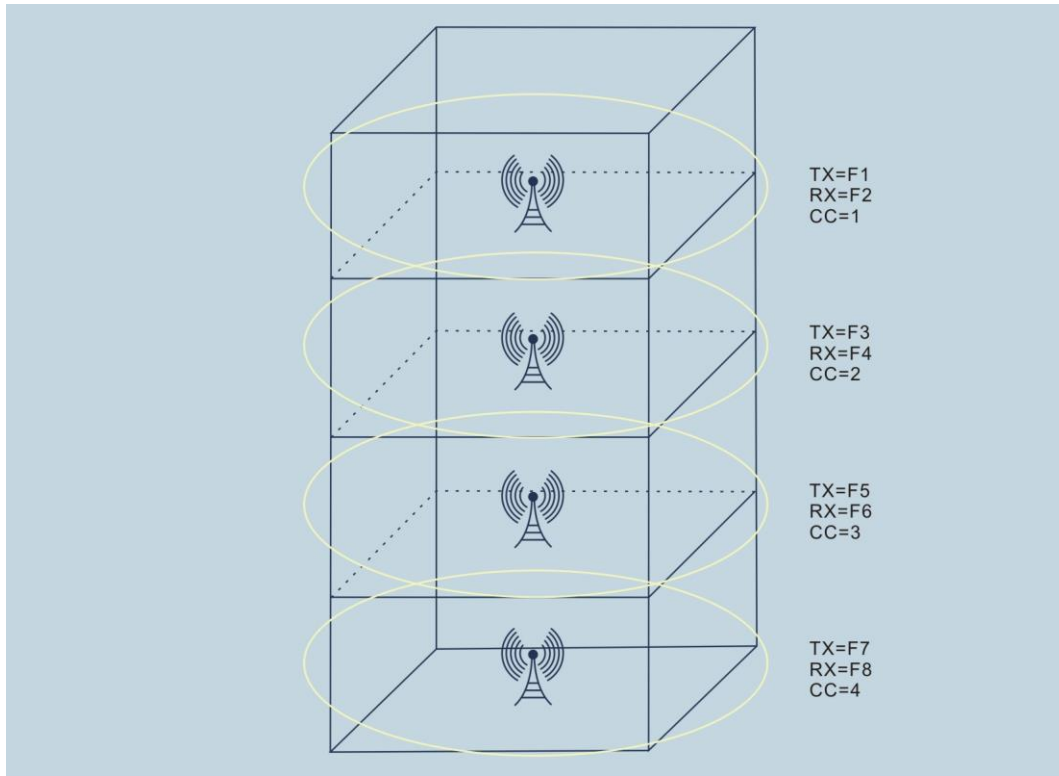 TX=F1
RX=F2
CC=1
TX=F3
RX=F4
CC=2
TX=F5
RX=F6
CC=3
TX=F7
RX=F8
CC=4